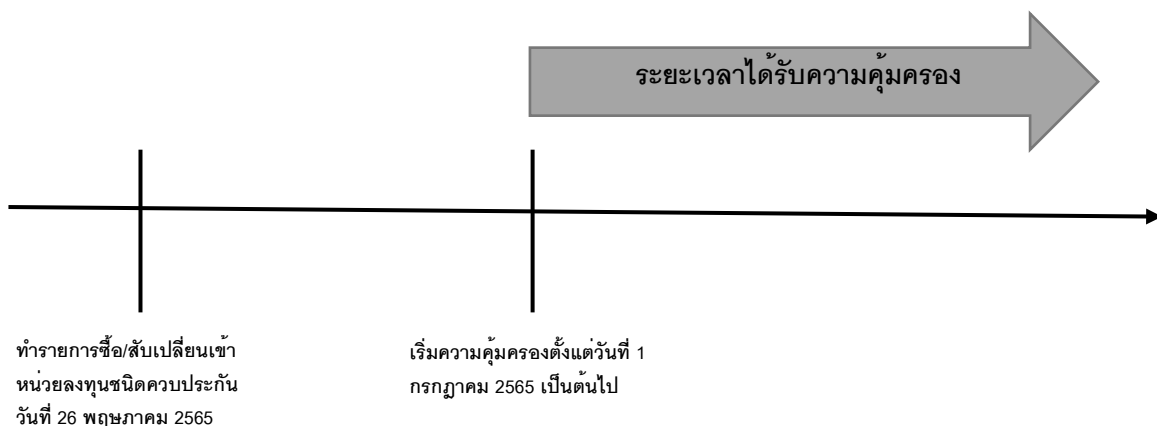 ระยะเวลาได้รับความคุ้มครอง
ทำรายการซื้อ/สับเปลี่ยนเข้า
หน่วยลงทุนชนิดควบประกัน
วันที่ 26 พฤษภาคม 2565
เริ่มความคุ้มครองตั้งแต่วันที่ 1
กรกฎาคม 2565 เป็นต้นไป